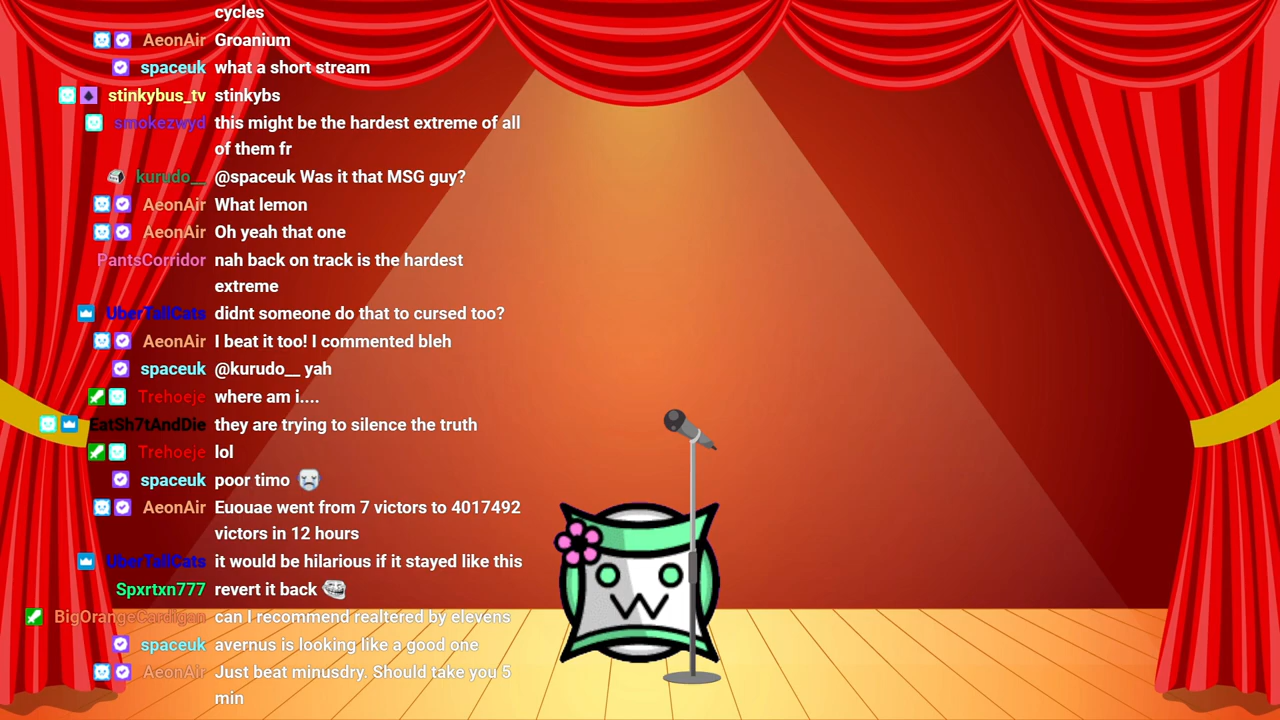 cycles
AeonAir Groanium
spaceuk what a short stream
stinkybus_tv stinkybs
smokezwyd this might be the hardest extreme of all
of them fr
kurudo__ @spaceuk Was it that MSG guy?
AeonAir What lemon
AeonAir Oh yeah that one
PantsCorridor nah back on track is the hardest
extreme
UberTallCats didnt someone do that to cursed too?
AeonAir I beat it too! I commented bleh
spaceuk @kurudo__ yah
Trehoeje where am i....
EatSh7tAndDie they are trying to silence the truth
Trehoeje lol
spaceuk poor timo
AeonAir Euouae went from 7 victors to 4017492
victors in 12 hours
UberTallCats it would be hilarious if it stayed like this
Spxrtxn777 revert it back
BigOrangeCardigan can I recommend realtered by elevens
spaceuk avernus is looking like a good one
AeonAir Just beat minusdry. Should take you 5
min